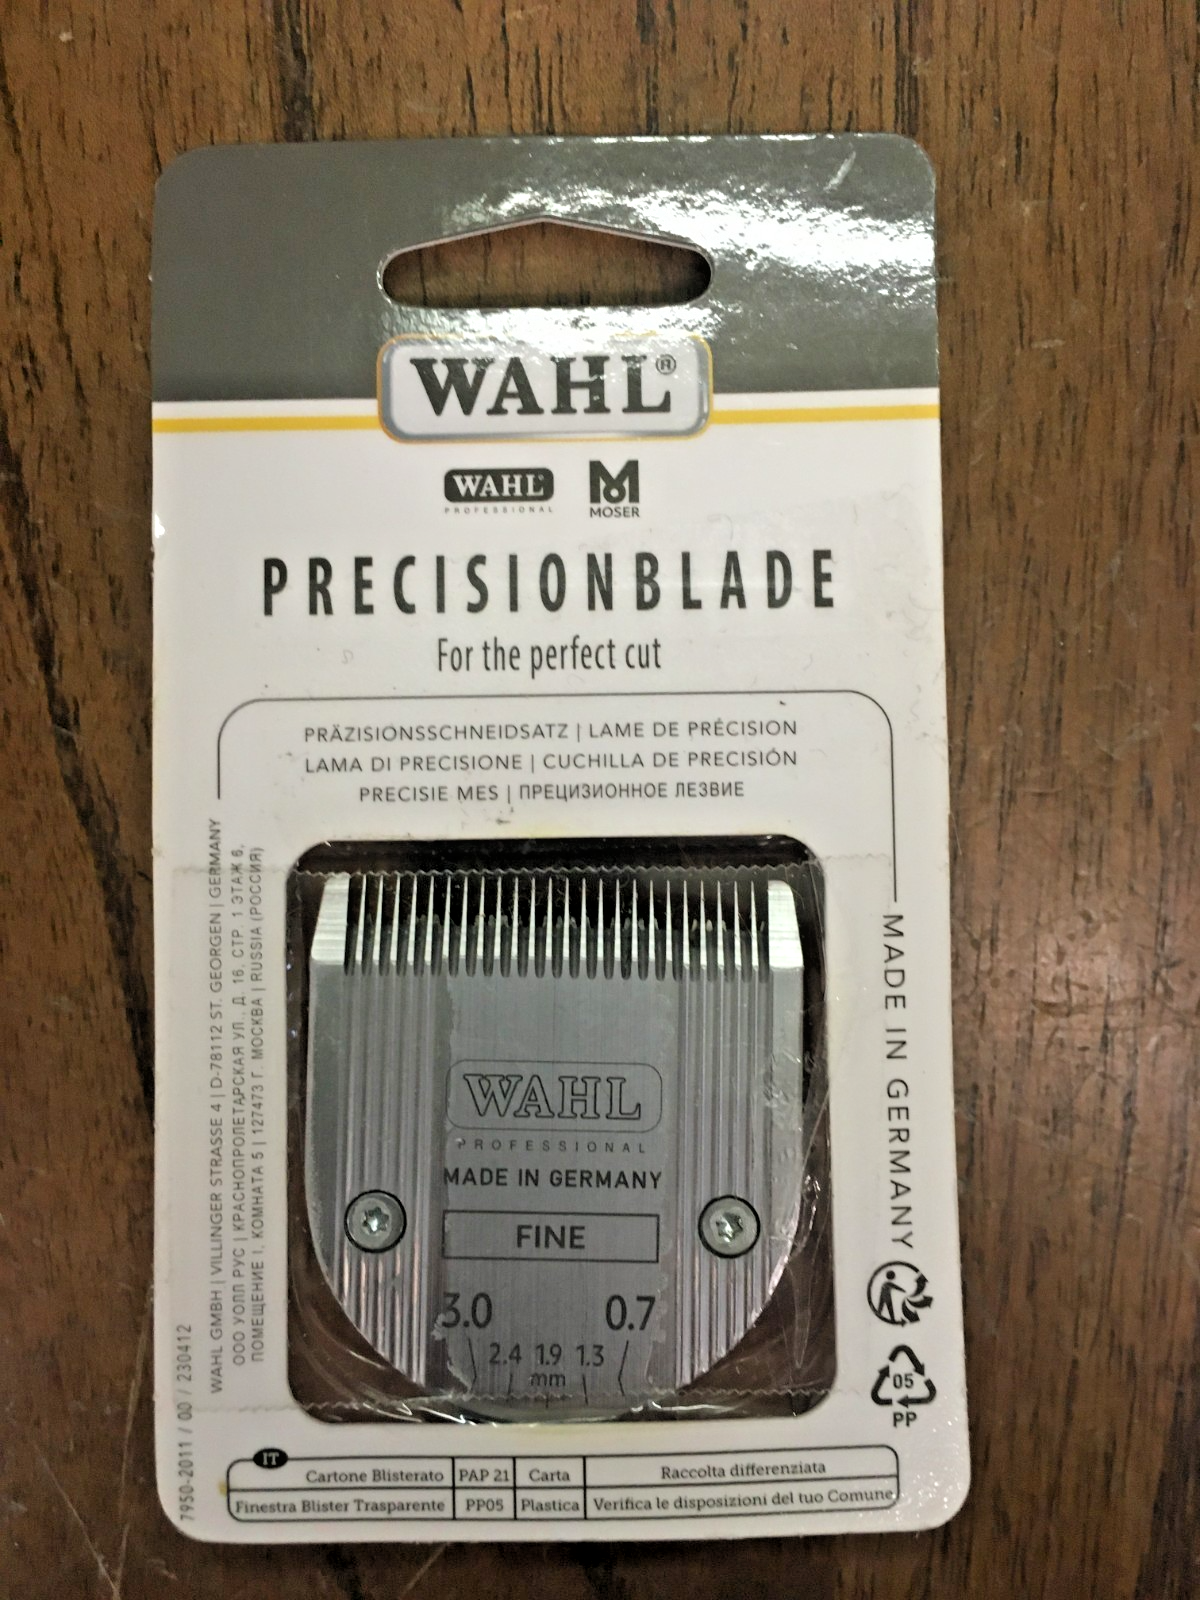 WAHL®
WAHL
PROFESSIONAL
MOSER
PRECISIONBLADE
For the perfect cut
PRÄZISIONSSCHNEIDSATZ | LAME DE PRÉCISION
LAMA DI PRECISIONE | CUCHILLA DE PRECISIÓN
PRECISIE MES | ПРЕЦИЗИОННОЕ ЛЕЗВИЕ
MADE IN GERMANY
WAHL GMBH | VILLINGER STRASSE 4 | D-78112 ST. GEORGEN | GERMANY
ООО УОЛЛ РУС | КРАСНОПРОЛЕТАРСКАЯ УЛ., Д. 16, СТР. 1 ЭТАЖ 6,
ПОМЕЩЕНИЕ I, КОМНАТА 5 | 127473 Г. МОСКВА | RUSSIA (РОССИЯ)
7950-2011 / 00 / 230412
WAHL
PROFESSIONAL
MADE IN GERMANY
FINE
3.0 0.7
2.4 1.9 1.3
mm
05
PP
IT
Cartone Blisterato PAP 21 Carta Raccolta differenziata
Finestra Blister Trasparente PP05 Plastica Verifica le disposizioni del tuo Comune